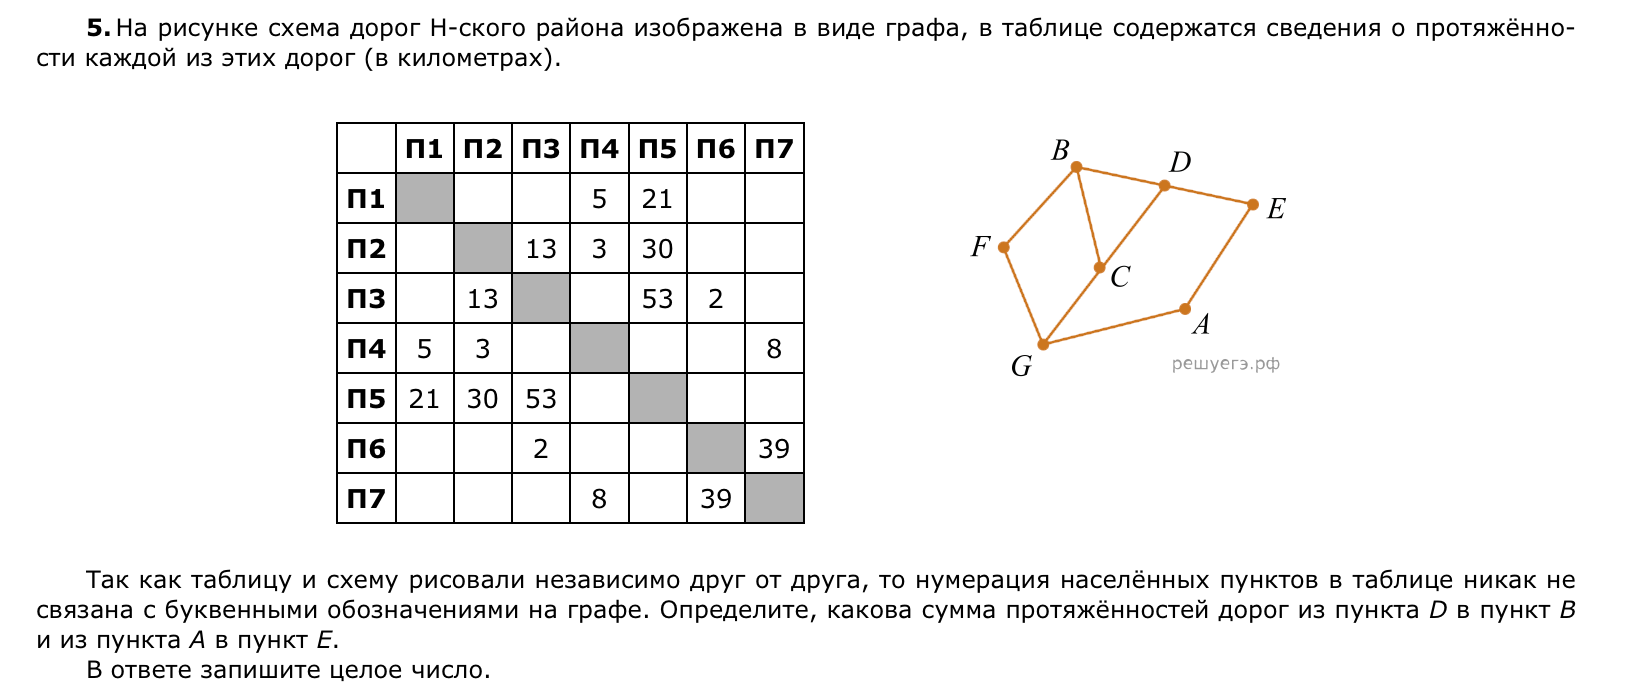 5. На рисунке схема дорог Н-ского района изображена в виде графа, в таблице содержатся сведения о протяжённо-
сти каждой из этих дорог (в километрах).
П1 П2 П3 П4 П5 П6 П7
П1 5 21
П2 13 3 30
П3 13 53 2
П4 5 3 8
П5 21 30 53
П6 2 39
П7 8 39
B
D
E
F
C
A
G
решуегэ.рф
Так как таблицу и схему рисовали независимо друг от друга, то нумерация населённых пунктов в таблице никак не
связана с буквенными обозначениями на графе. Определите, какова сумма протяжённостей дорог из пункта D в пункт B
и из пункта A в пункт E.
В ответе запишите целое число.